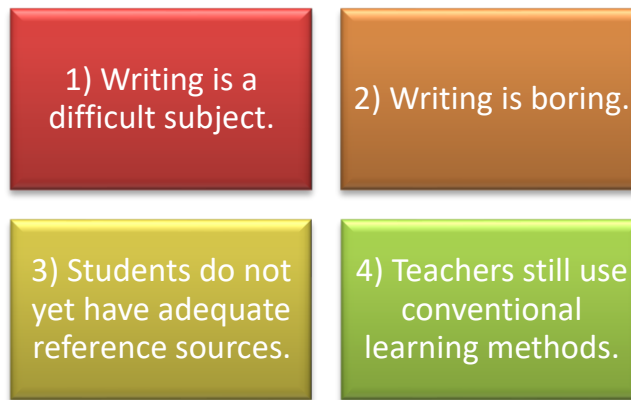 1) Writing is a
difficult subject.
2) Writing is boring.
3) Students do not
yet have adequate
reference sources.
4) Teachers still use
conventional
learning methods.